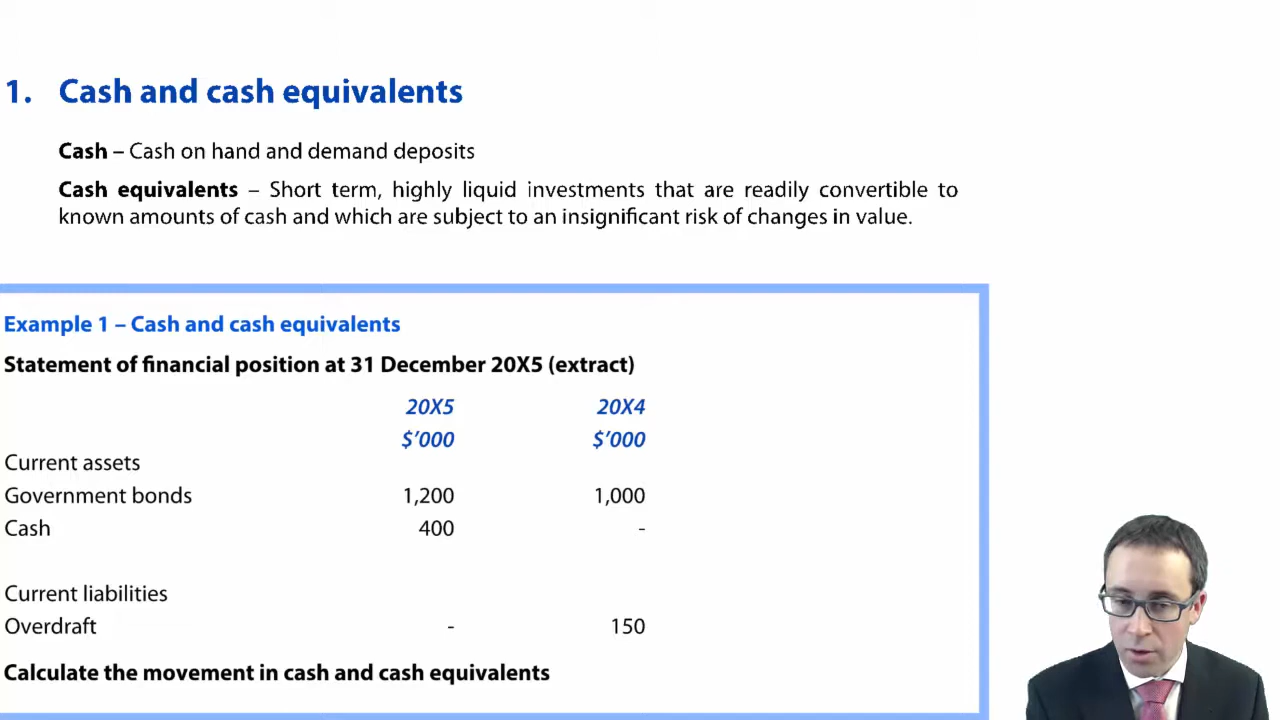 1. Cash and cash equivalents
Cash – Cash on hand and demand deposits
Cash equivalents – Short term, highly liquid investments that are readily convertible to
known amounts of cash and which are subject to an insignificant risk of changes in value.
Example 1 – Cash and cash equivalents
Statement of financial position at 31 December 20X5 (extract)
20X5 20X4
$’000 $’000
Current assets
Government bonds 1,200 1,000
Cash 400 -
Current liabilities
Overdraft - 150
Calculate the movement in cash and cash equivalents